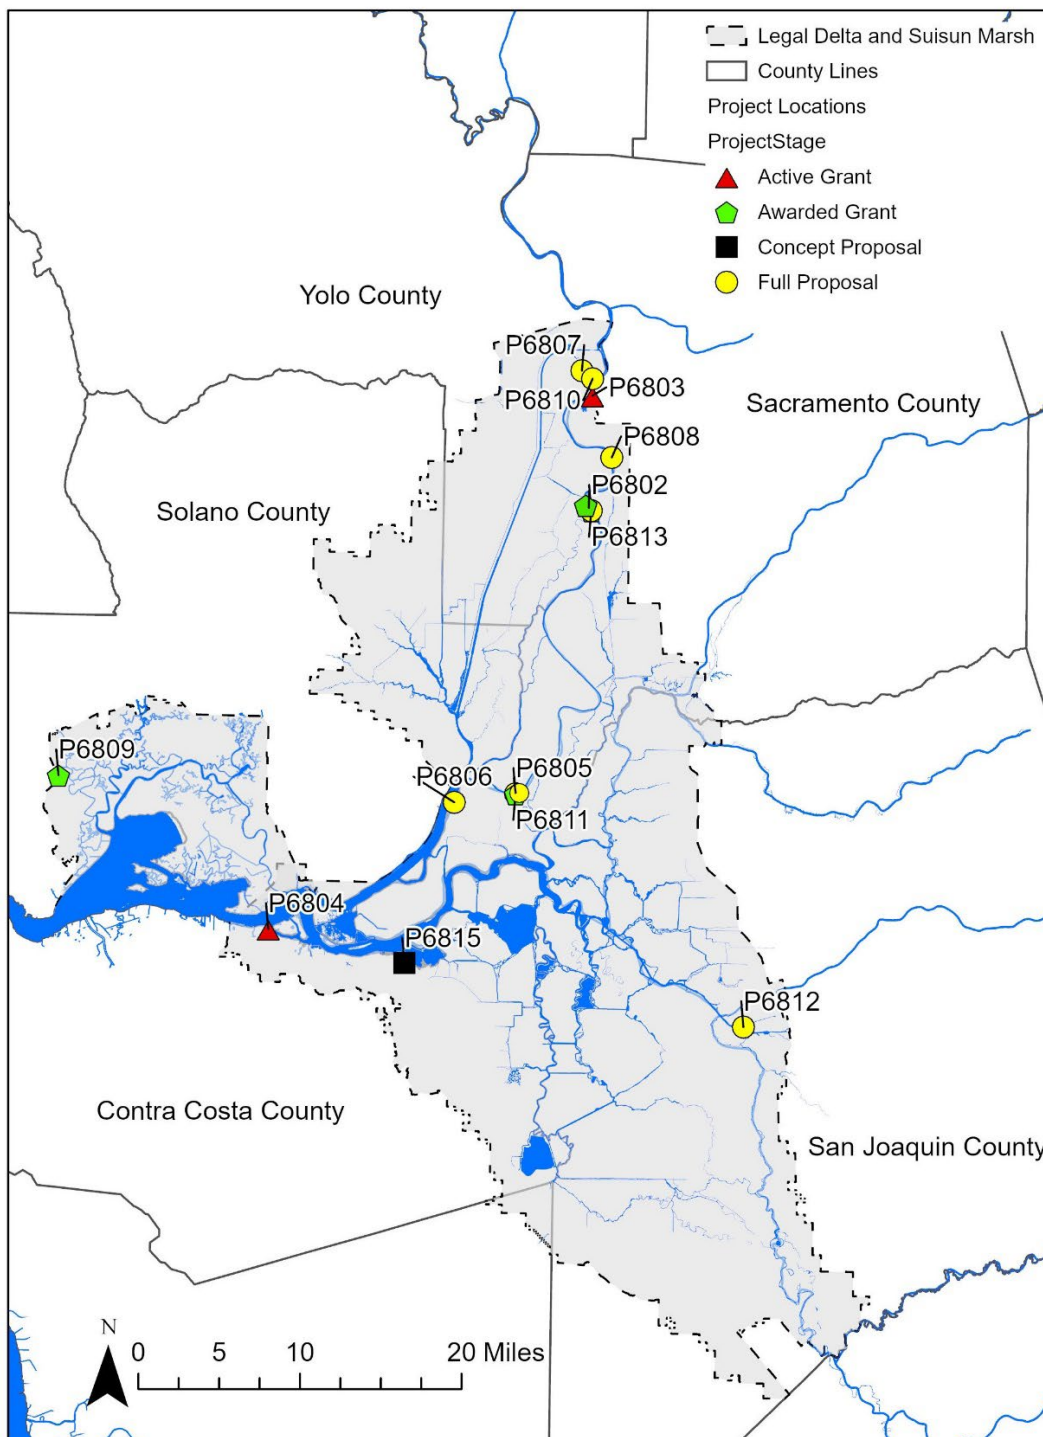 Legal Delta and Suisun Marsh
County Lines
Project Locations
ProjectStage
Active Grant
Awarded Grant
Concept Proposal
Full Proposal
Yolo County
P6807
P6803
P6810
Sacramento County
P6808
P6802
Solano County
P6813
P6809
P6805
P6806
P6811
P6804
P6815
P6812
Contra Costa County
San Joaquin County
N
0 5 10 20 Miles